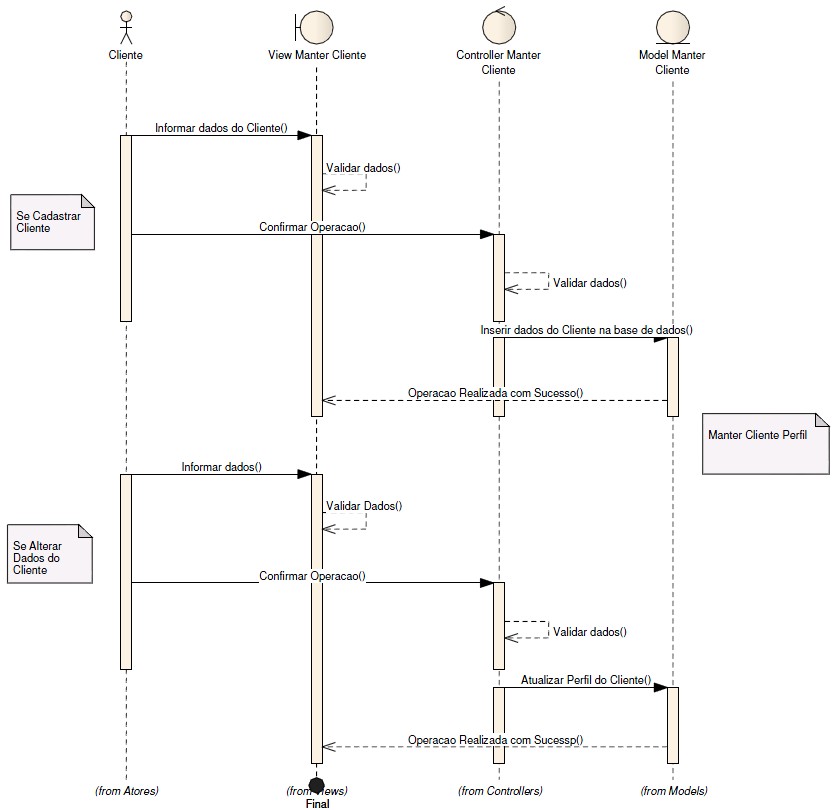 Cliente
View Manter Cliente
Controller Manter
Cliente
Model Manter
Cliente
Informar dados do Cliente()
Validar dados()
Se Cadastrar
Cliente
Confirmar Operacao()
Validar dados()
Inserir dados do Cliente na base de dados()
Operacao Realizada com Sucesso()
Manter Cliente Perfil
Informar dados()
Validar Dados()
Se Alterar
Dados do
Cliente
Confirmar Operacao()
Validar dados()
Atualizar Perfil do Cliente()
Operacao Realizada com Sucessp()
(from Atores)
(from Views)
(from Controllers)
(from Models)
Final